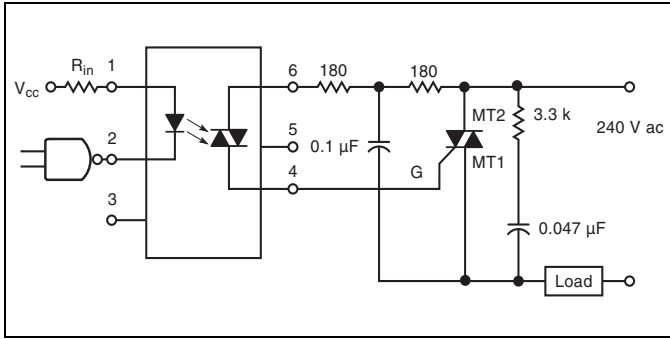 Rin
1
Vcc
2
3
6
5
4
180
180
0.1 µF
G
MT2
MT1
3.3 k
240 V ac
0.047 µF
Load